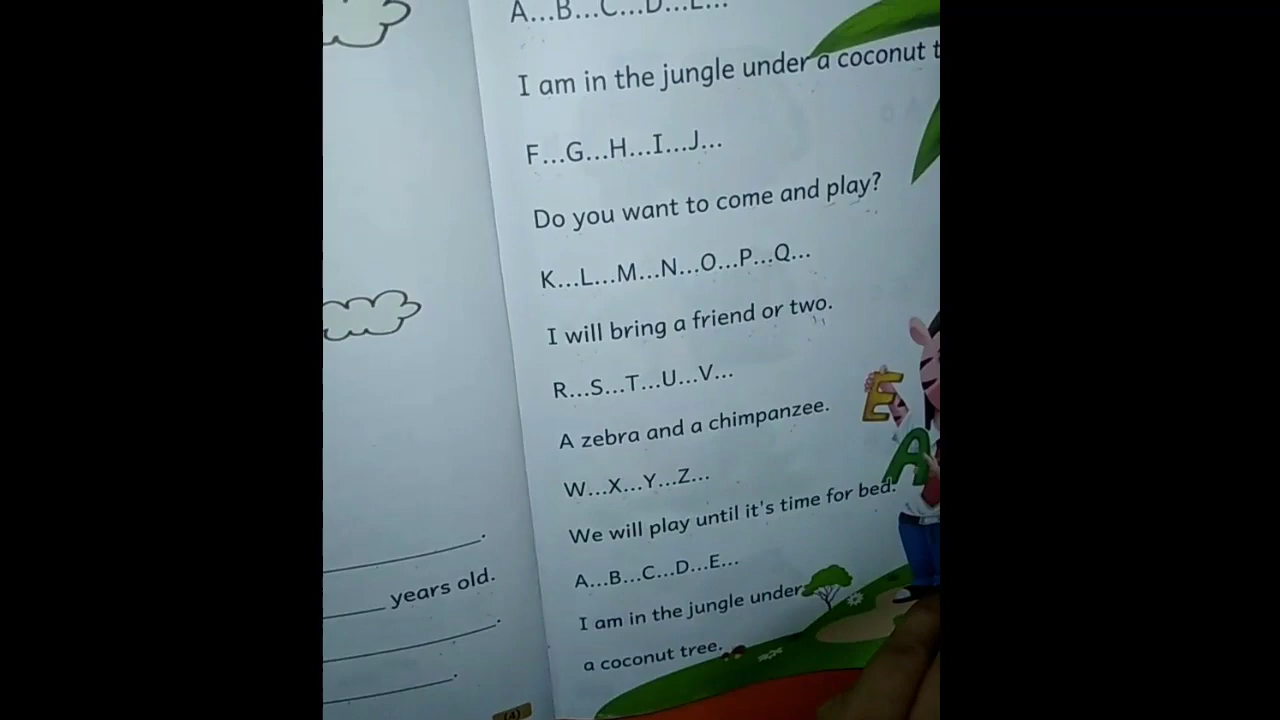 years old.
(4)
A...B...C...D...E...
I am in the jungle under a coconut
F...G...H...I...J...
Do you want to come and play?
K...L...M...N...O...P...Q...
I will bring a friend or two.
R...S...T...U...V...
A zebra and a chimpanzee.
W...X...Y...Z...
We will play until it's time for bed.
A...B...C...D...E...
I am in the jungle under
a coconut tree.
E
A